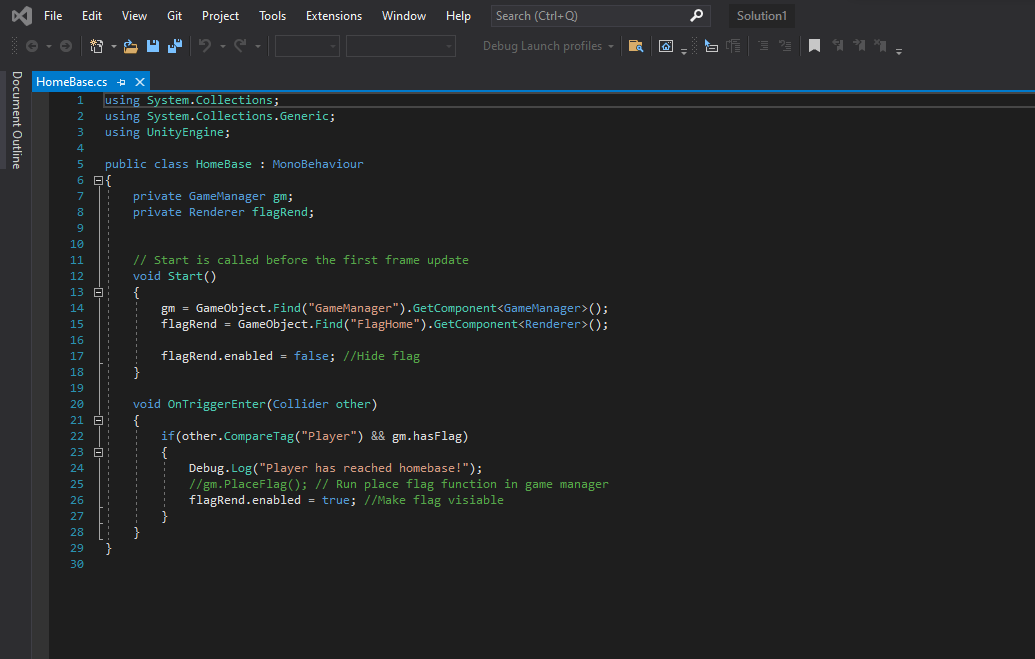 File Edit View Git Project Tools Extensions Window Help Search (Ctrl+Q) Solution1
Debug Launch profiles
Document Outline
HomeBase.cs
1 using System.Collections;
2 using System.Collections.Generic;
3 using UnityEngine;
4
5 public class HomeBase : MonoBehaviour
6 {
7 private GameManager gm;
8 private Renderer flagRend;
9
10
11 // Start is called before the first frame update
12 void Start()
13 {
14 gm = GameObject.Find("GameManager").GetComponent<GameManager>();
15 flagRend = GameObject.Find("FlagHome").GetComponent<Renderer>();
16
17 flagRend.enabled = false; //Hide flag
18 }
19
20 void OnTriggerEnter(Collider other)
21 {
22 if(other.CompareTag("Player") && gm.hasFlag)
23 {
24 Debug.Log("Player has reached homebase!");
25 //gm.PlaceFlag(); // Run place flag function in game manager
26 flagRend.enabled = true; //Make flag visiable
27 }
28 }
29 }
30